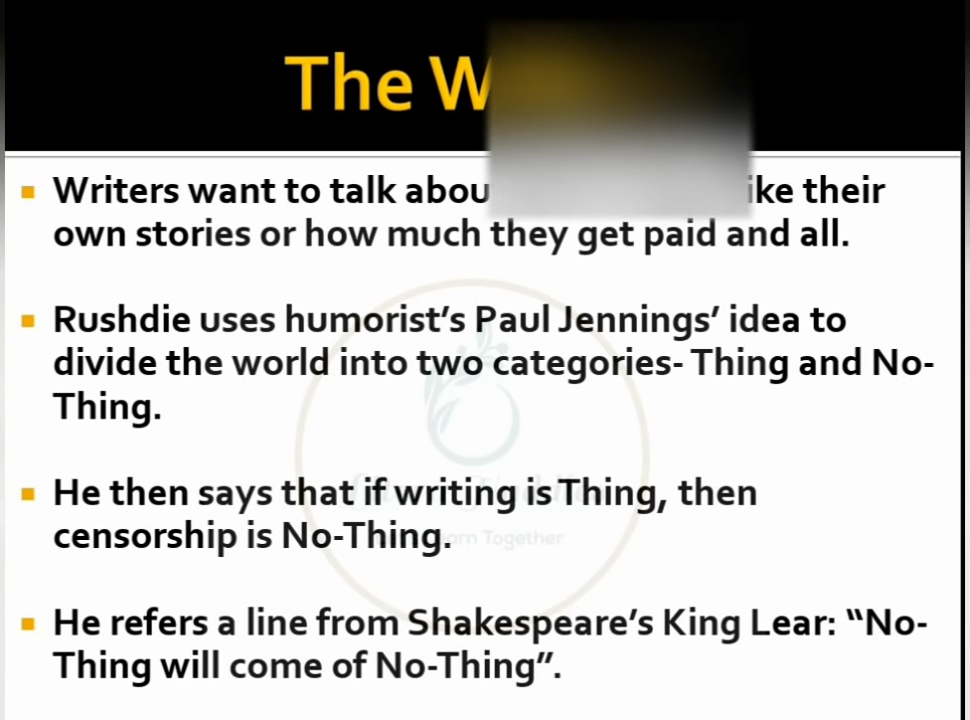 The
Writers want to talk their
own stories or how much they get paid and all.
Rushdie uses humorist’s Paul Jennings’ idea to
divide the world into two categories- Thing and No-
Thing.
He then says that if writing is Thing, then
censorship is No-Thing.
He refers a line from Shakespeare’s King Lear: “No-
Thing will come of No-Thing”.
Together